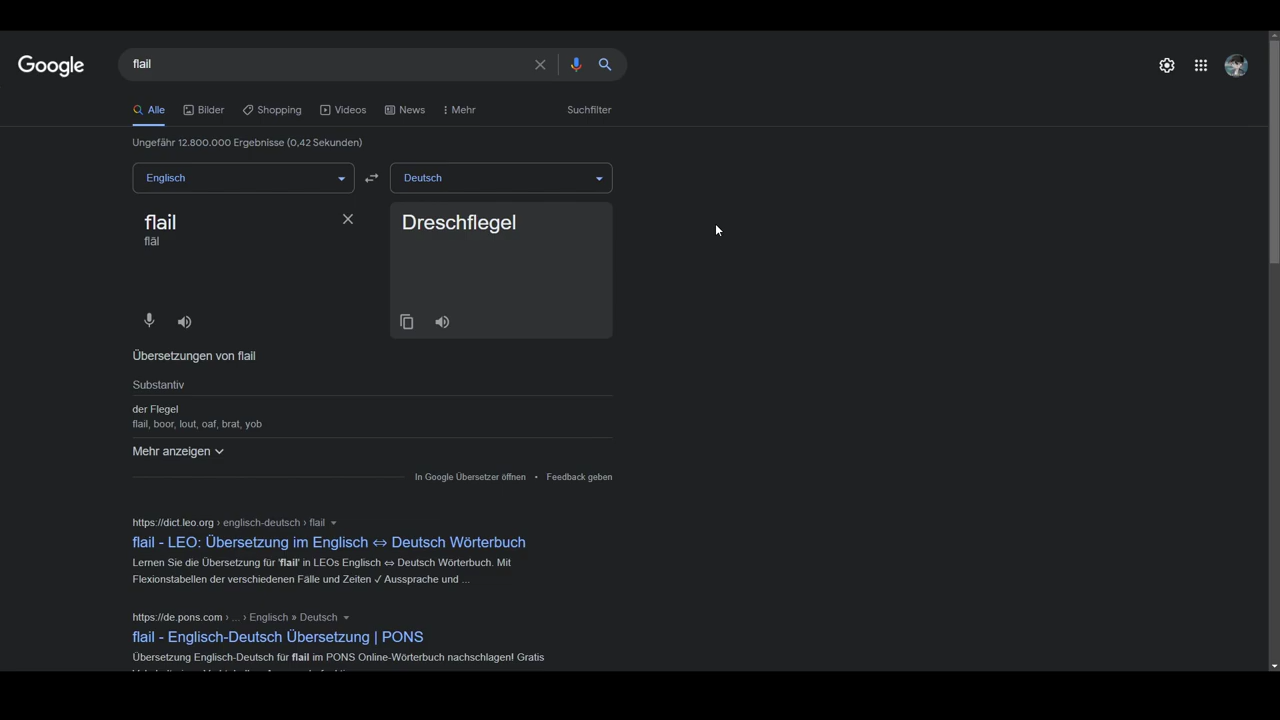 Google
flail
Alle Bilder Shopping Videos News Mehr Suchfilter
Ungefähr 12.800.000 Ergebnisse (0,42 Sekunden)
Englisch Deutsch
flail Dreschflegel
flāl
Übersetzungen von flail
Substantiv
der Flegel
flail, boor, lout, oaf, brat, yob
Mehr anzeigen
In Google Übersetzer öffnen • Feedback geben
https://dict.leo.org › englisch-deutsch › flail
flail - LEO: Übersetzung im Englisch ⇔ Deutsch Wörterbuch
Lernen Sie die Übersetzung für 'flail' in LEOs Englisch ⇔ Deutsch Wörterbuch. Mit
Flexionstabellen der verschiedenen Fälle und Zeiten ✓ Aussprache und ...
https://de.pons.com › ... › Englisch » Deutsch
flail - Englisch-Deutsch Übersetzung | PONS
Übersetzung Englisch-Deutsch für flail im PONS Online-Wörterbuch nachschlagen! Gratis